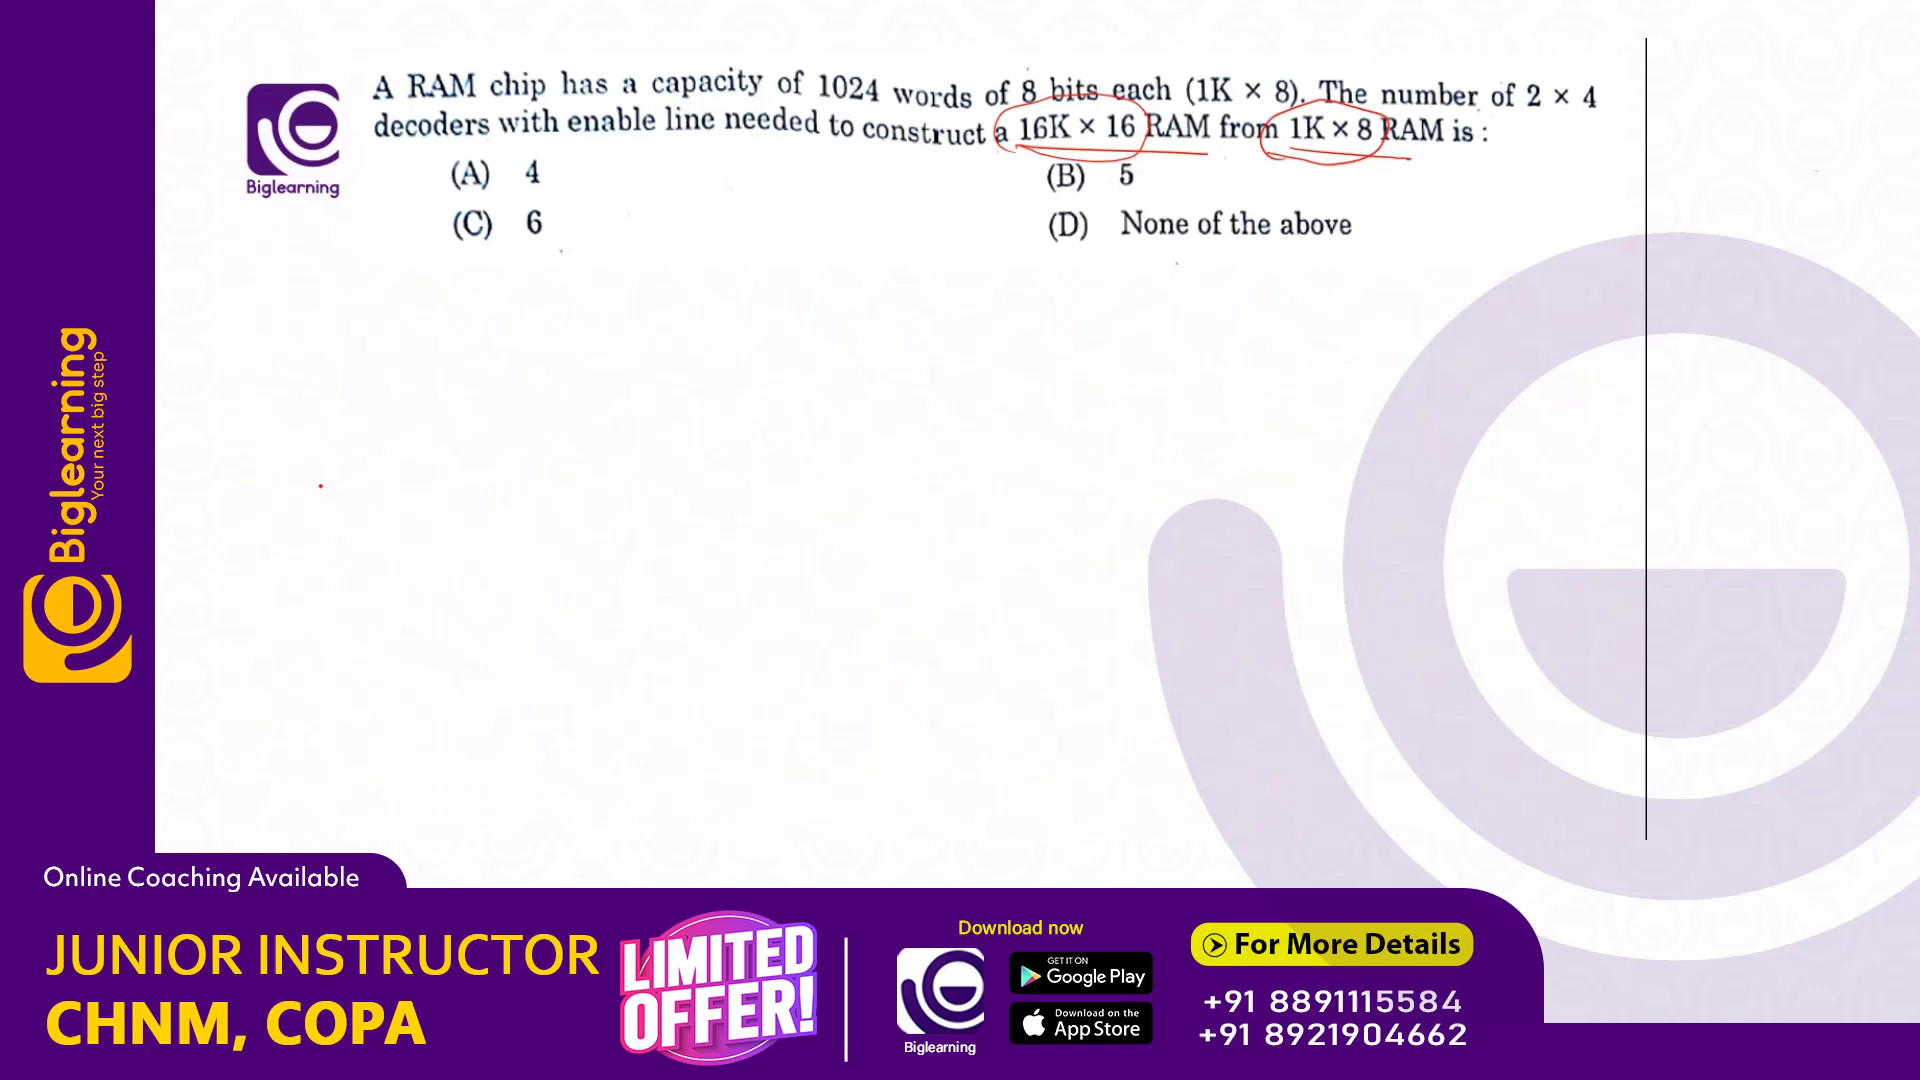 A RAM chip has a capacity of 1024 words of 8 bits each (1K × 8). The number of 2 × 4
decoders with enable line needed to construct a 16K × 16 RAM from 1K × 8 RAM is :
Biglearning
(A) 4
(B) 5
(C) 6
(D) None of the above
Biglearning
Your next big step
Online Coaching Available
JUNIOR INSTRUCTOR
CHNM, COPA
LIMITED
OFFER!
Download now
GET IT ON
Google Play
Download on the
App Store
Biglearning
For More Details
+91 8891115584
+91 8921904662